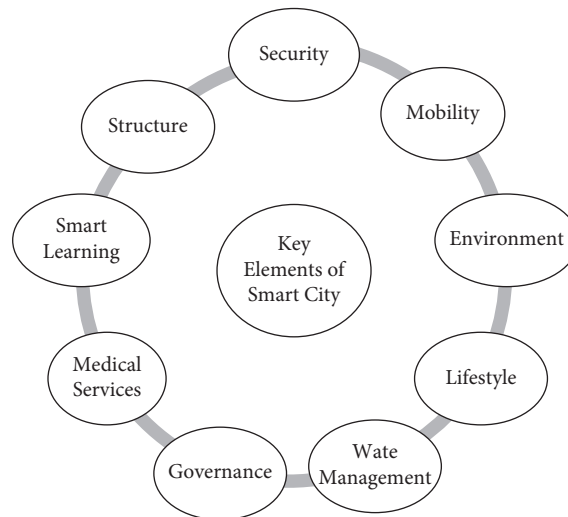 Security
Mobility
Environment
Lifestyle
Wate
Management
Governance
Medical
Services
Smart
Learning
Structure
Key
Elements of
Smart City